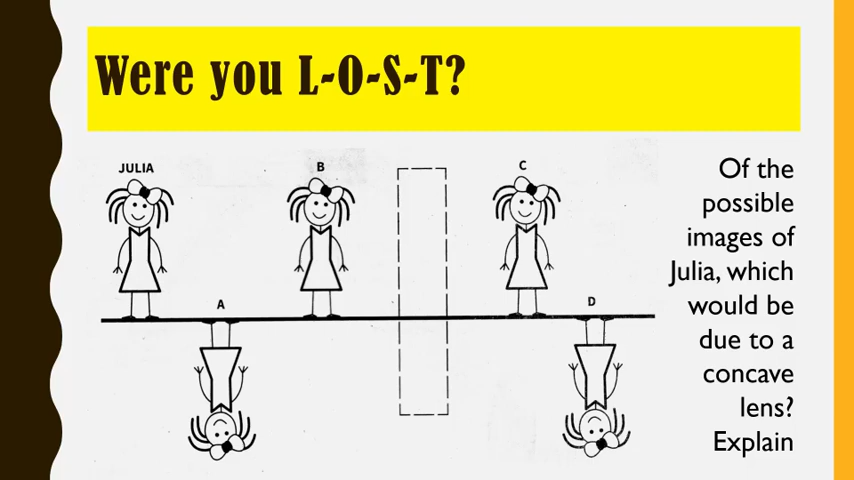 Were you L-O-S-T?
JULIA
B
C
A
D
Of the
possible
images of
Julia, which
would be
due to a
concave
lens?
Explain